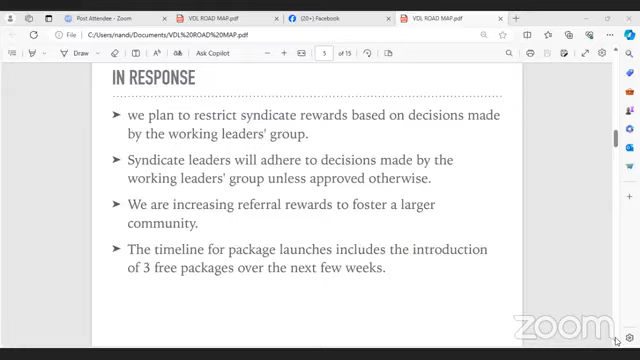 Post Attendee - Zoom
VDL ROAD MAP.pdf
(20+) Facebook
VDL ROAD MAP.pdf
File
C:/Users/nandi/Documents/VDL%20ROAD%20MAP.pdf
Draw
Ask Copilot
5
of 15
IN RESPONSE
➤ we plan to restrict syndicate rewards based on decisions made
by the working leaders' group.
➤ Syndicate leaders will adhere to decisions made by the
working leaders' group unless approved otherwise.
➤ We are increasing referral rewards to foster a larger
community.
➤ The timeline for package launches includes the introduction
of 3 free packages over the next few weeks.
zoom